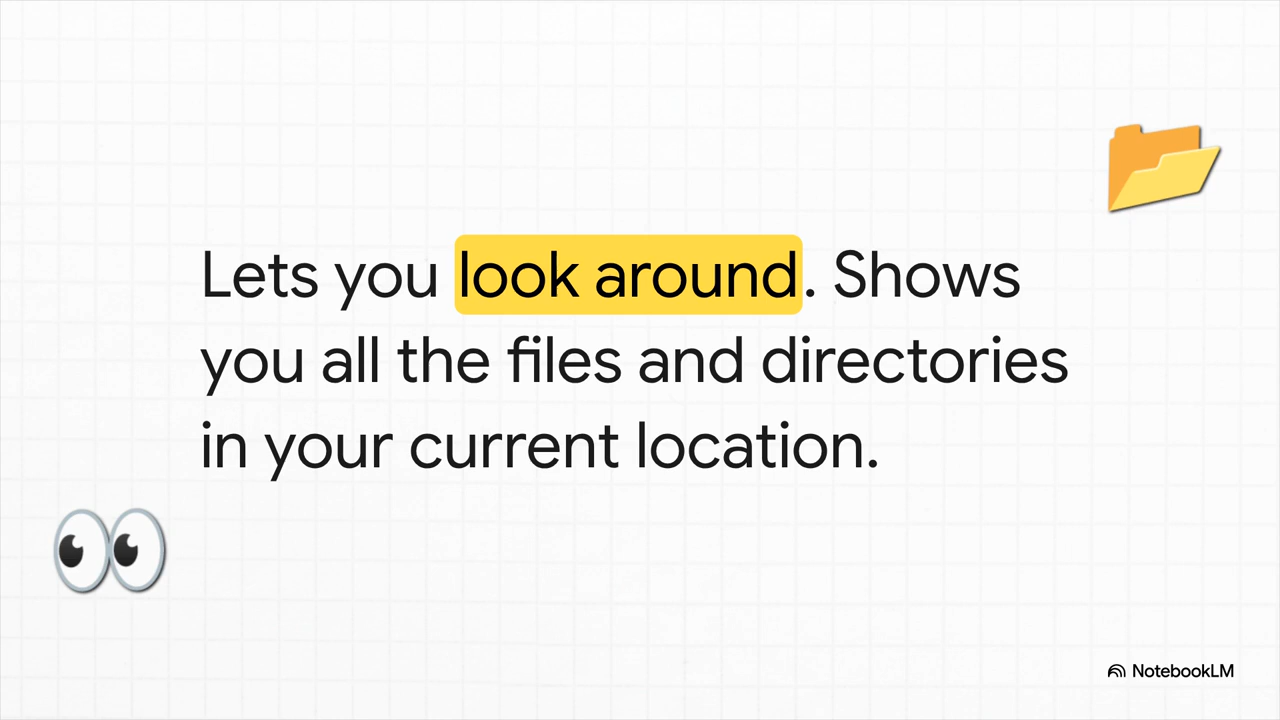 Lets you look around. Shows
you all the files and directories
in your current location.
NotebookLM